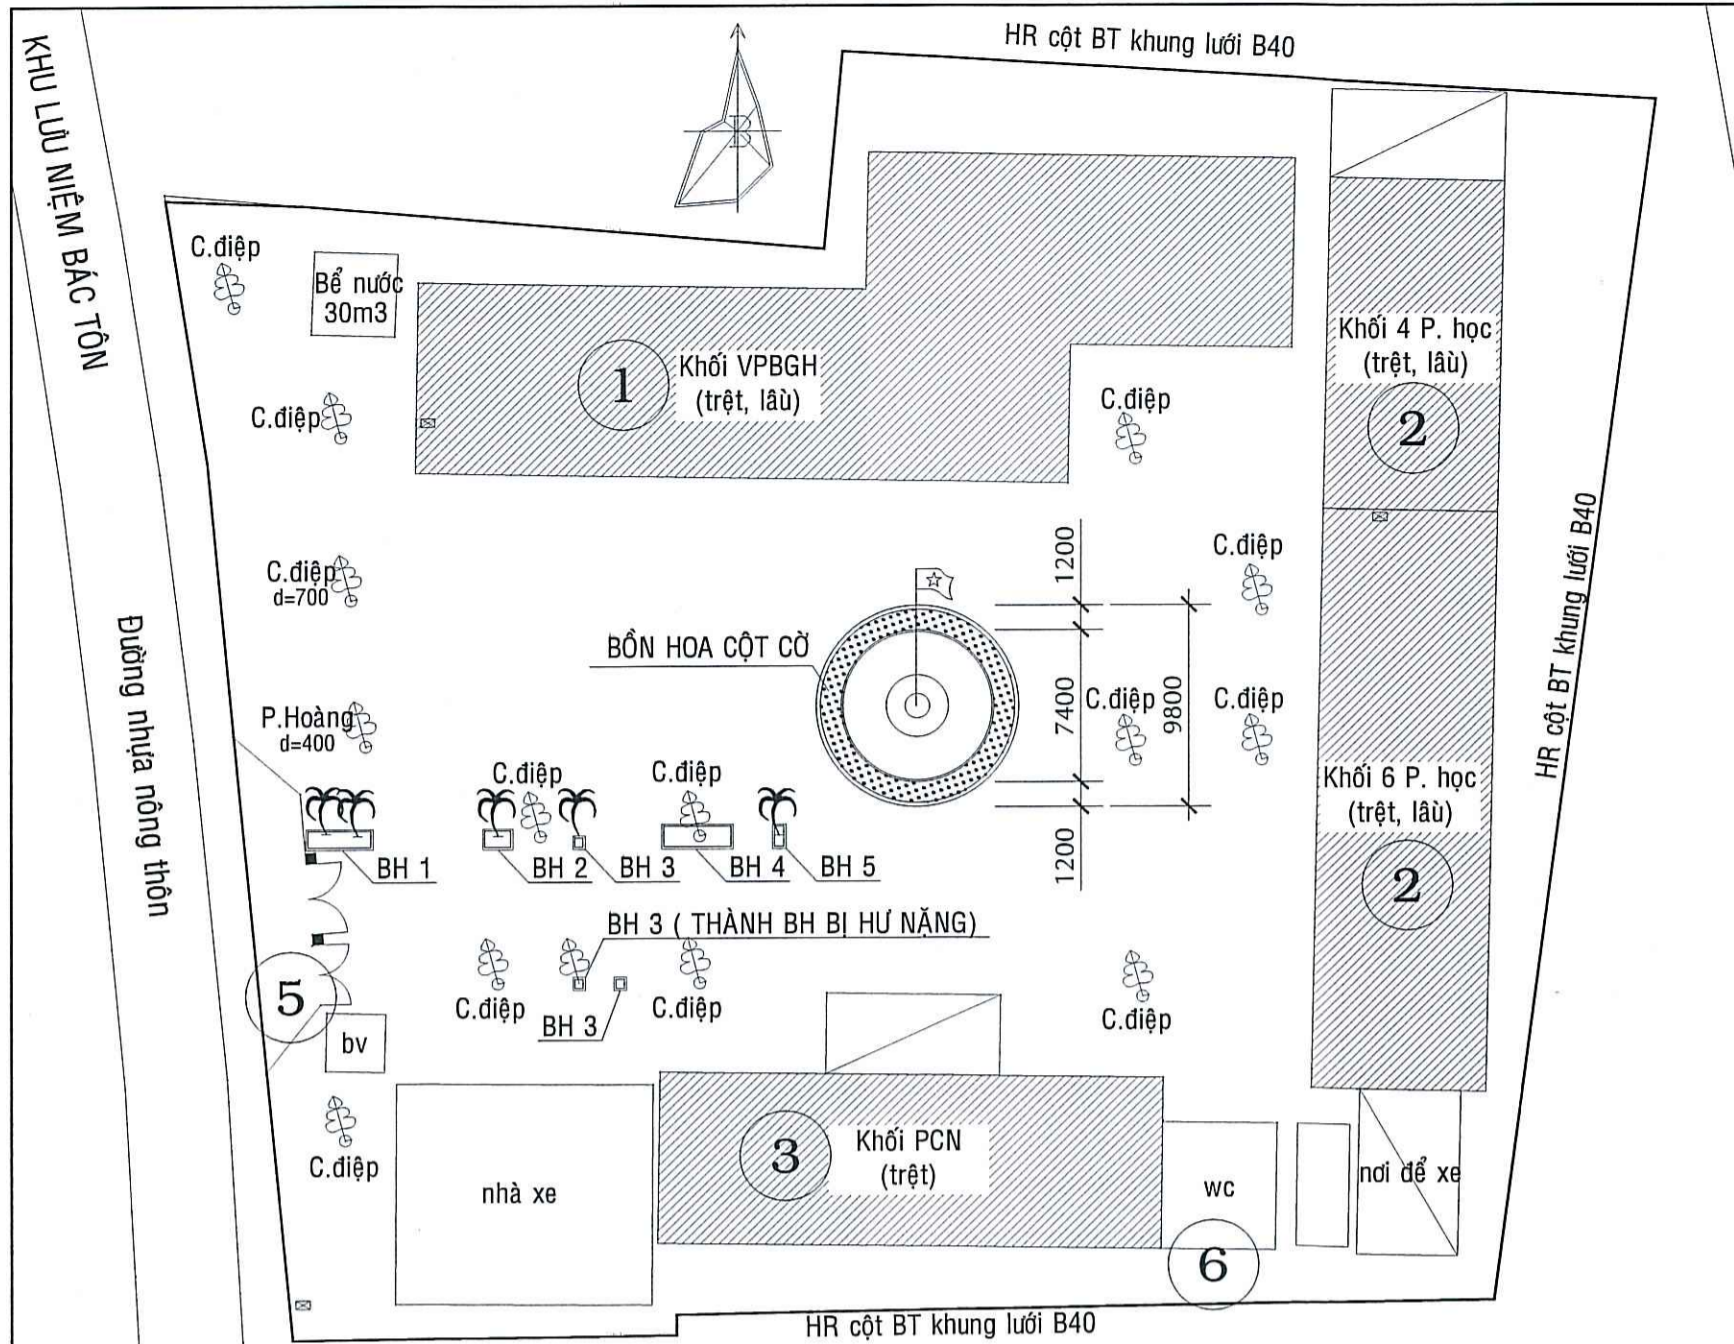 HR cột BT khung lưới B40
KHU LƯU NIỆM BÁC TÔN
B
C.điệp
Bể nước
30m3
1
Khối VPBGH
(trệt, lâù)
Khối 4 P. học
(trệt, lâù)
2
C.điệp
C.điệp
C.điệp
d=700
1200
C.điệp
HR cột BT khung lưới B40
Đường nhựa nông thôn
BỒN HOA CỘT CỜ
P.Hoàng
d=400
7400
C.điệp
9800
C.điệp
C.điệp
C.điệp
Khối 6 P. học
(trệt, lâù)
2
BH 1
BH 2
BH 3
BH 4
BH 5
1200
BH 3 ( THÀNH BH BỊ HƯ NẶNG)
5
C.điệp
BH 3
C.điệp
C.điệp
bv
C.điệp
nhà xe
3
Khối PCN
(trệt)
wc
nơi để xe
6
HR cột BT khung lưới B40